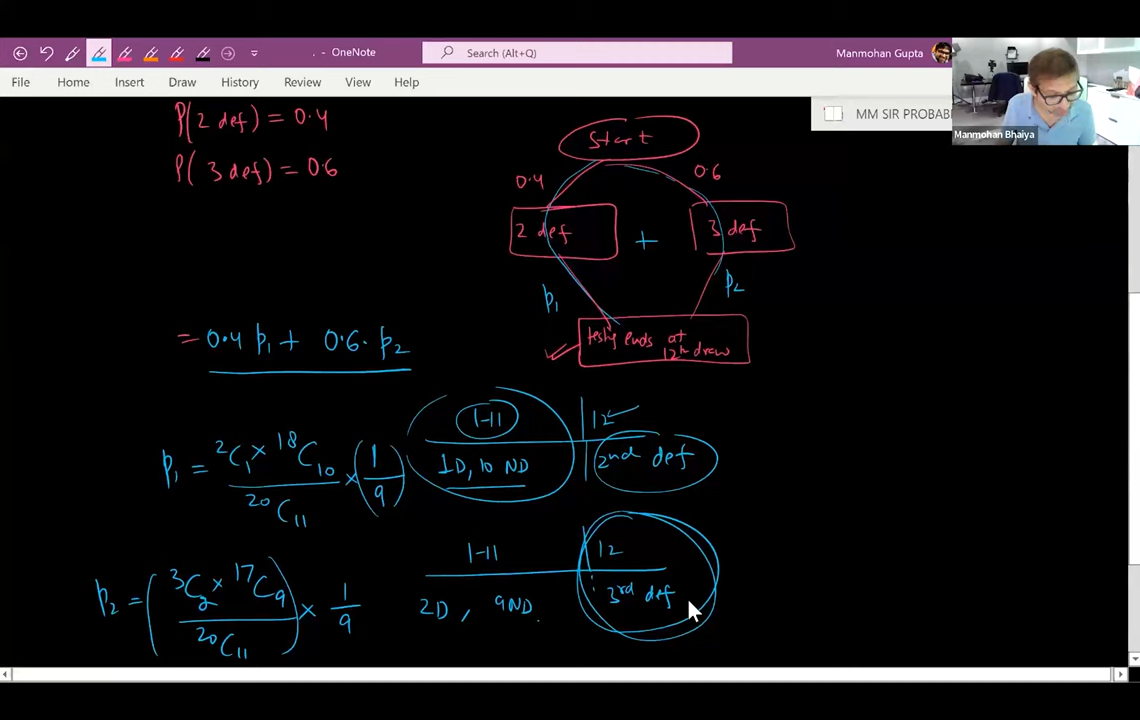 . - OneNote
Search (Alt+Q)
Manmohan Gupta
File Home Insert Draw History Review View Help
MM SIR PROBAB
Manmohan Bhaiya
P(2 def) = 0.4
P(3 def) = 0.6
Start
0.4 0.6
2 def + 3 def
p₁ p₂
testing ends at
12th draw
= 0.4 p₁ + 0.6. p₂
1-11 | 12
1D, 10 ND | 2nd def
p₁ = ²C₁ × ¹⁸C₁₀ / ²⁰C₁₁ × (1/9)
1-11 | 12
2D, 9ND. 3rd def
p₂ = (³C₂ × ¹⁷C₉ / ²⁰C₁₁) × 1/9